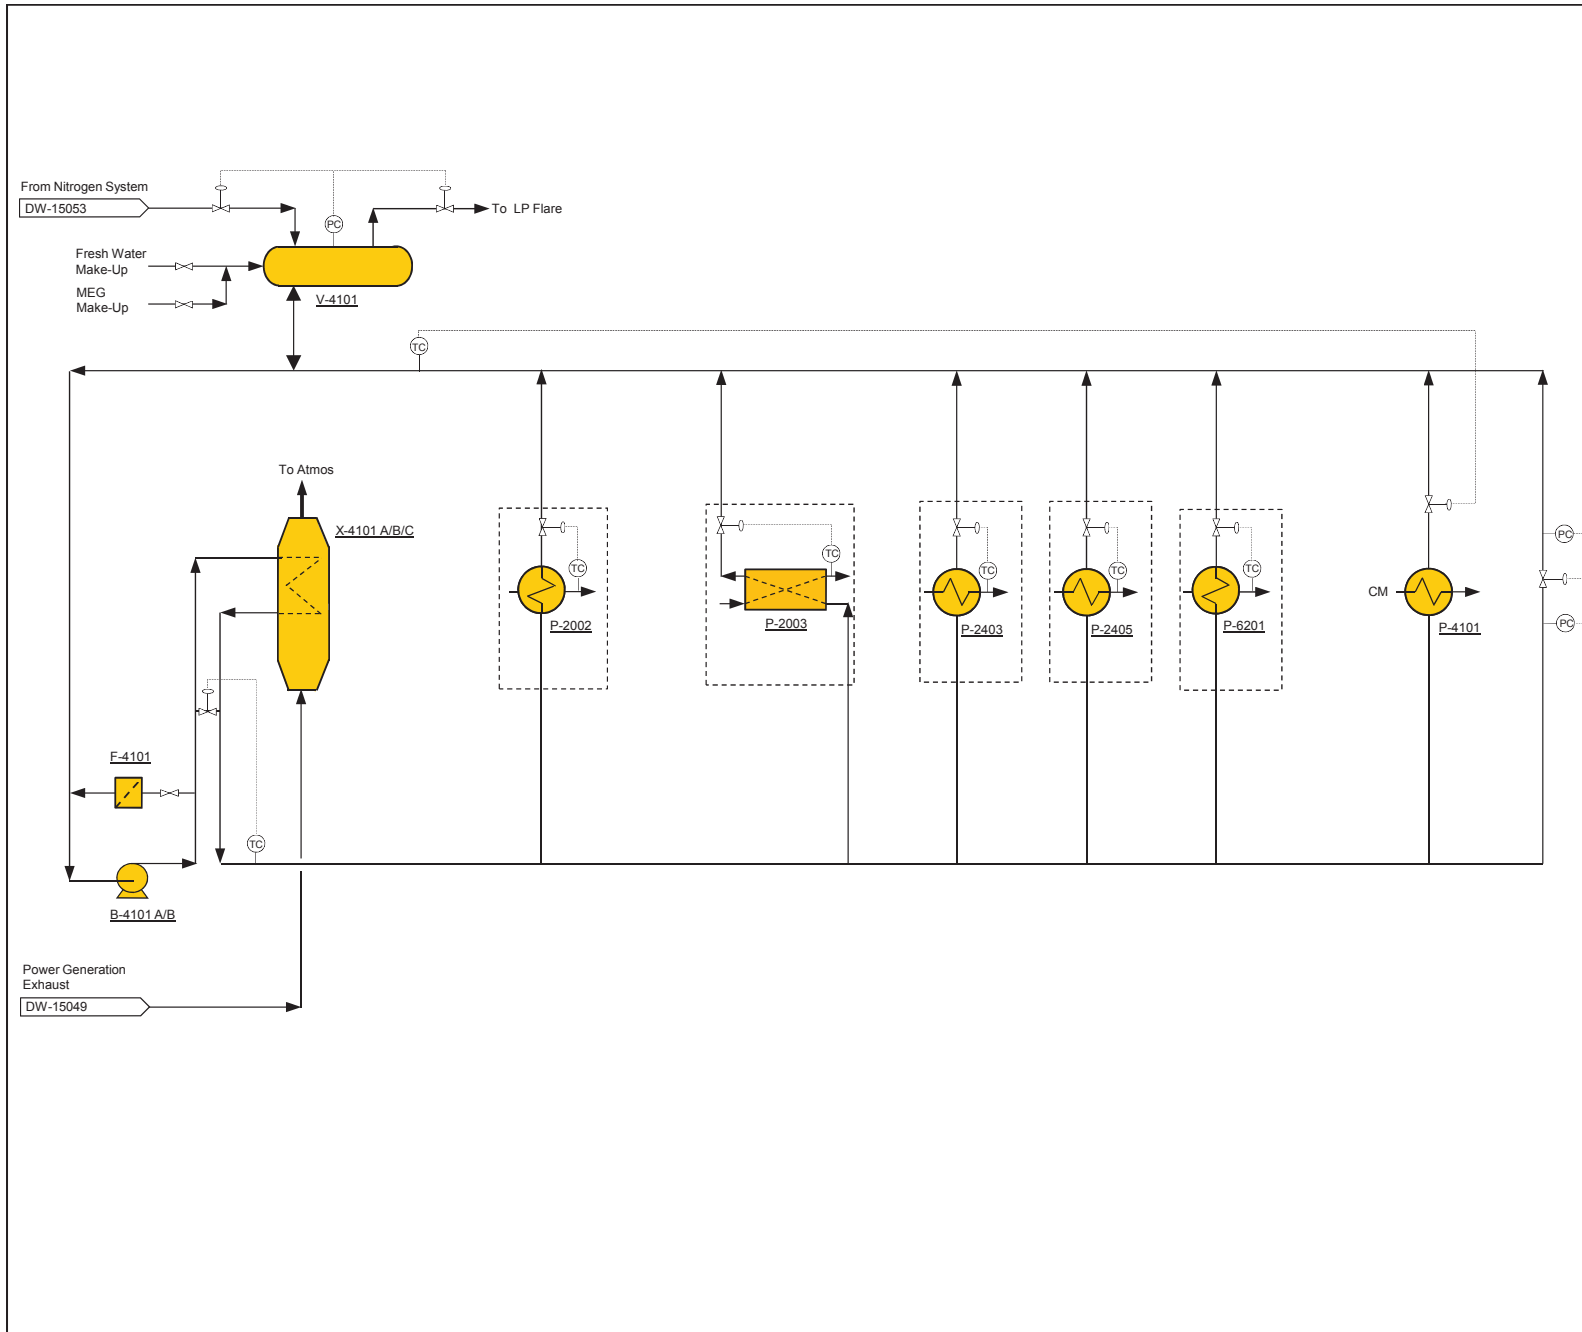 From Nitrogen System
DW-15053
PC
To LP Flare
Fresh Water
Make-Up
MEG
Make-Up
V-4101
TC
To Atmos
X-4101 A/B/C
TC
P-2002
TC
P-2003
TC
P-2403
TC
P-2405
TC
P-6201
CM
P-4101
PC
PC
F-4101
TC
B-4101 A/B
Power Generation
Exhaust
DW-15049